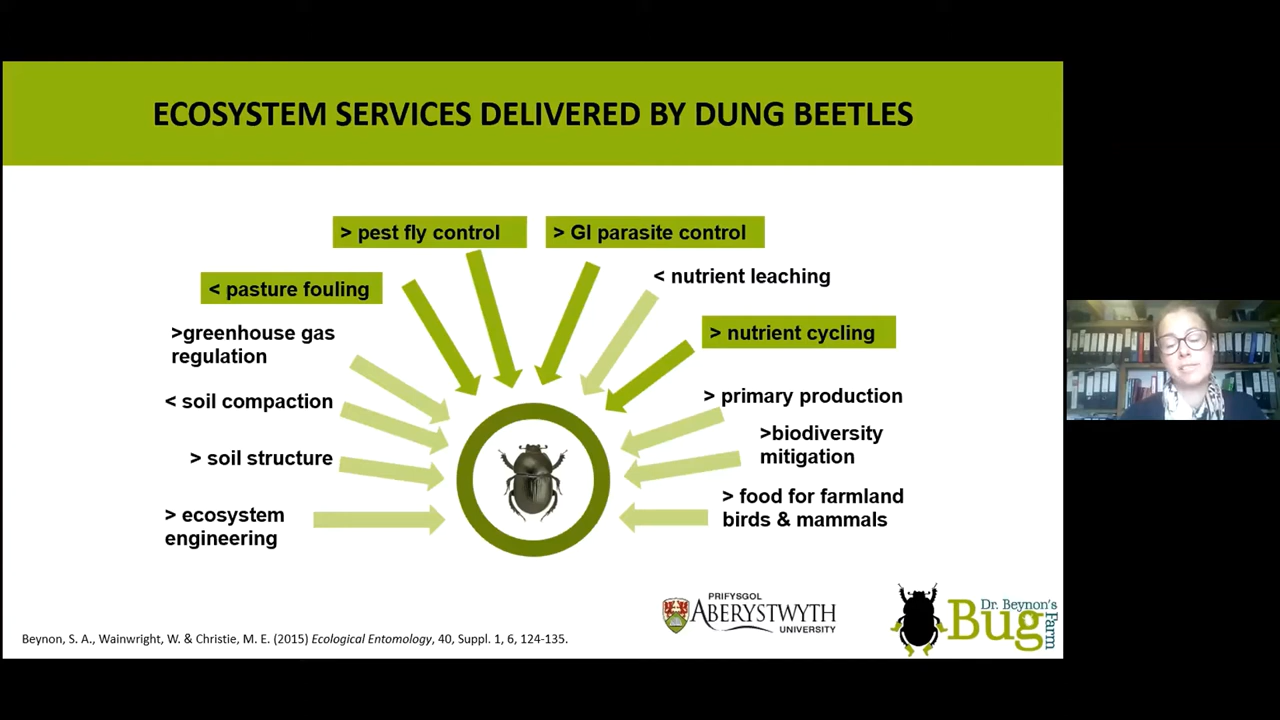 ECOSYSTEM SERVICES DELIVERED BY DUNG BEETLES
> pest fly control
> GI parasite control
< pasture fouling
< nutrient leaching
>greenhouse gas
regulation
> nutrient cycling
< soil compaction
> primary production
> soil structure
>biodiversity
mitigation
> ecosystem
engineering
> food for farmland
birds & mammals
Beynon, S. A., Wainwright, W. & Christie, M. E. (2015) Ecological Entomology, 40, Suppl. 1, 6, 124-135.
PRIFYSGOL
ABERYSTWYTH
UNIVERSITY
Dr. Beynon's
Bug
Farm